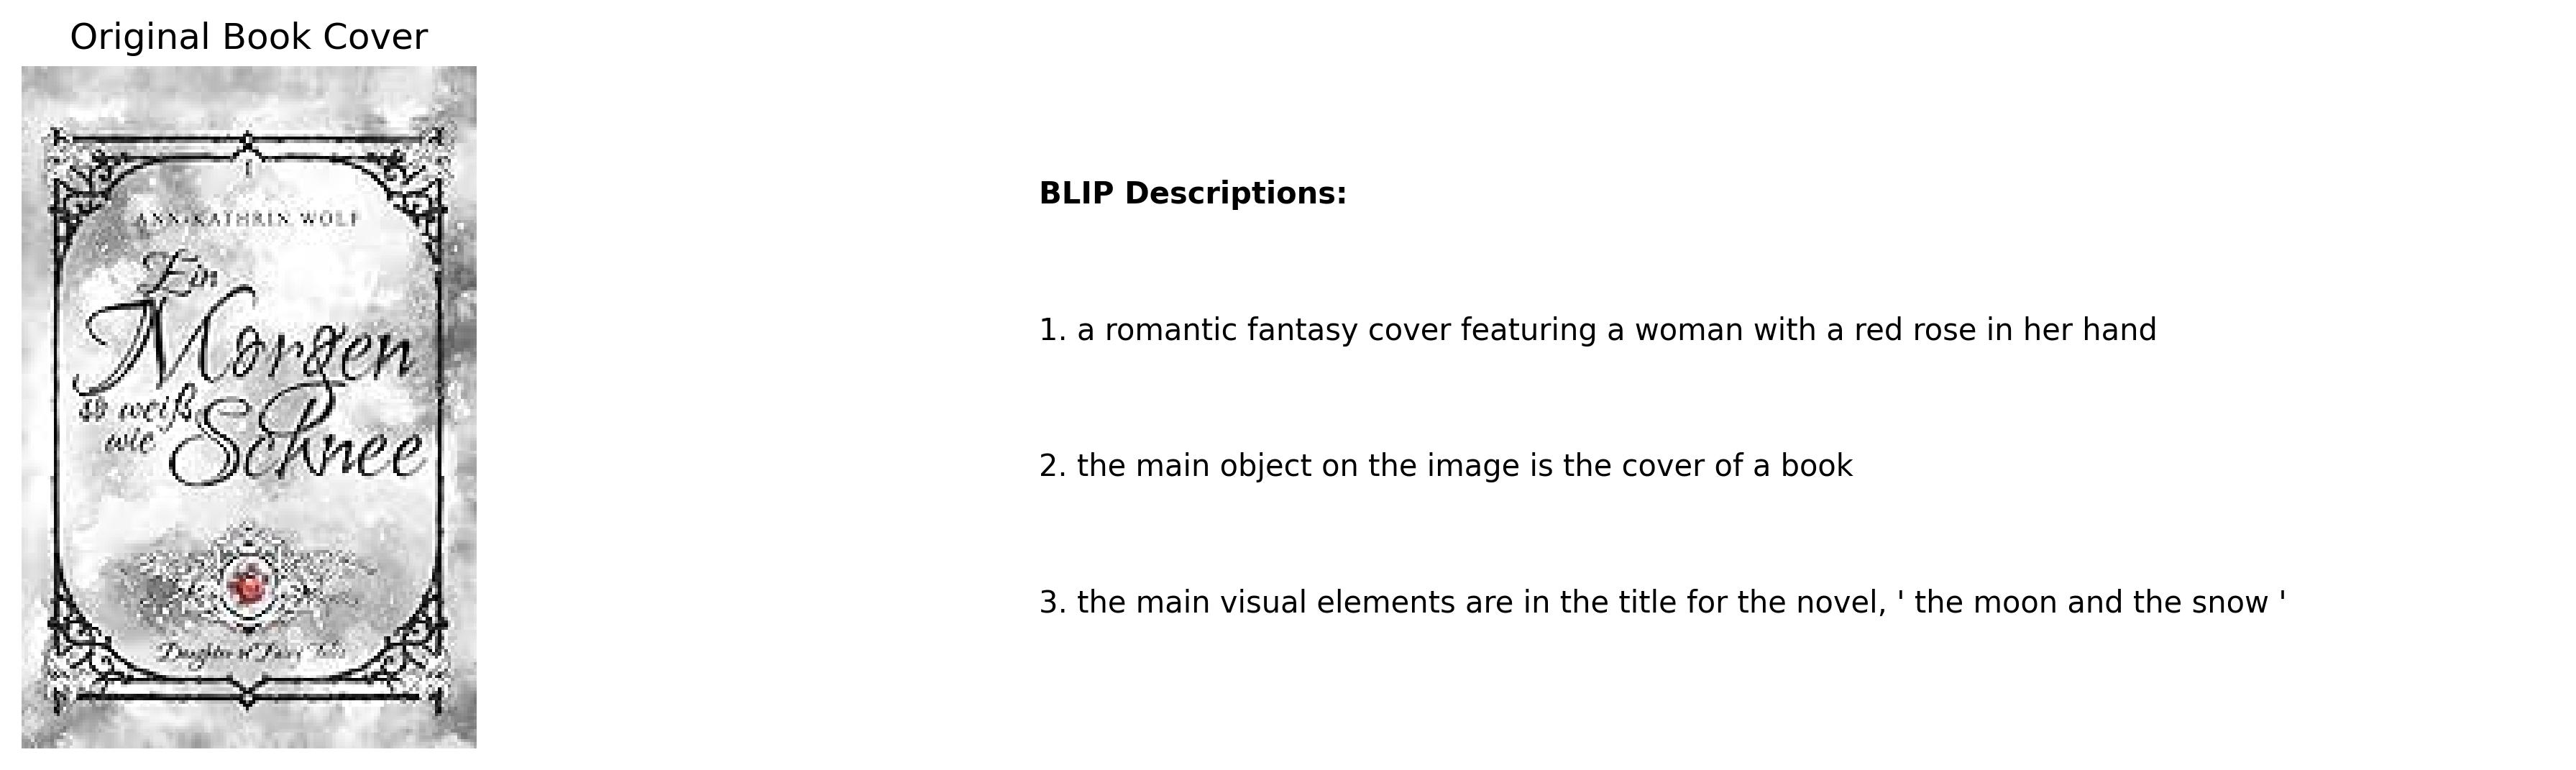 Original Book Cover
1
ANN-KATHRIN WOLF
Ein
Morgen
so weiß
wie Schnee
Daughter of Fairy Tales
BLIP Descriptions:
1. a romantic fantasy cover featuring a woman with a red rose in her hand
2. the main object on the image is the cover of a book
3. the main visual elements are in the title for the novel, ' the moon and the snow '